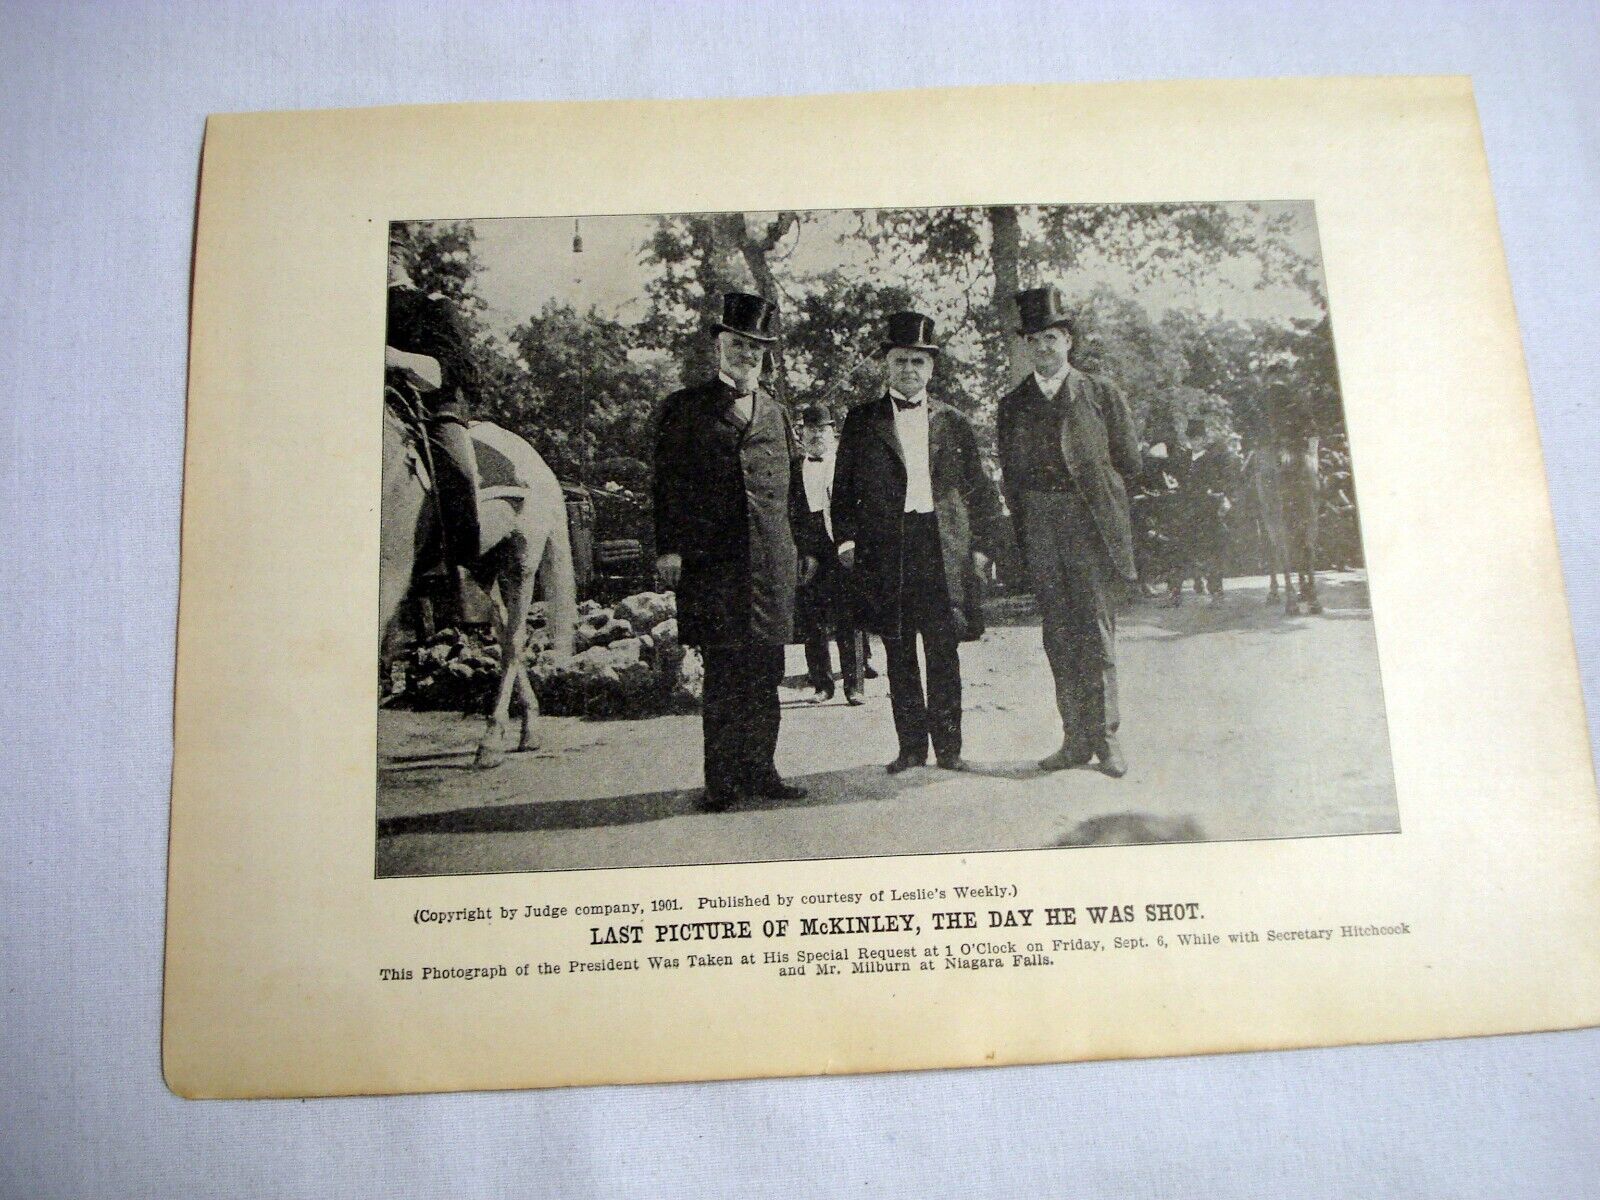 (Copyright by Judge company, 1901. Published by courtesy of Leslie's Weekly.)
LAST PICTURE OF McKINLEY, THE DAY HE WAS SHOT.
This Photograph of the President Was Taken at His Special Request at 1 O'Clock on Friday, Sept. 6, While with Secretary Hitchcock
and Mr. Milburn at Niagara Falls.